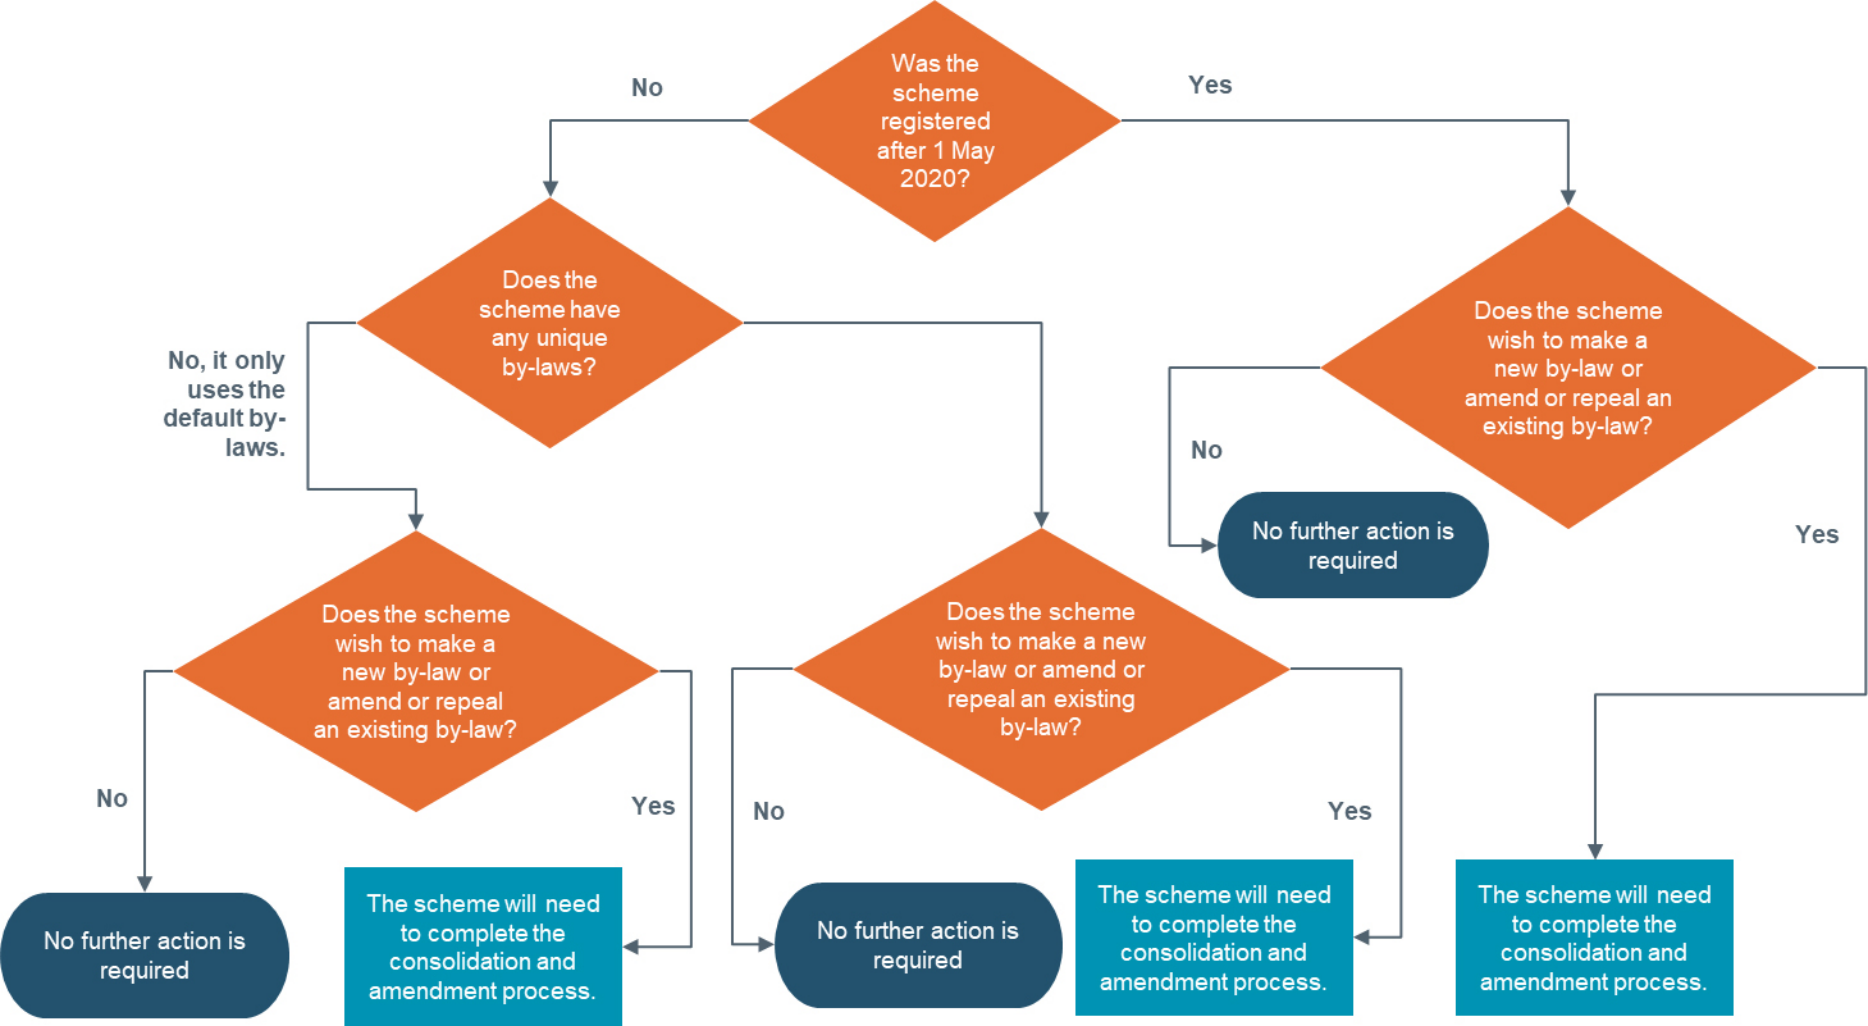 Was the
scheme
registered
after 1 May
2020?
No
Yes
Does the
scheme have
any unique
by-laws?
No, it only
uses the
default by-
laws.
Does the scheme
wish to make a
new by-law or
amend or repeal an
existing by-law?
No
No further action is
required
Yes
Does the scheme
wish to make a
new by-law or
amend or repeal
an existing by-law?
No
Yes
Does the scheme
wish to make a new
by-law or amend or
repeal an existing
by-law?
No
Yes
No further action is
required
The scheme will need
to complete the
consolidation and
amendment process.
No further action is
required
The scheme will need
to complete the
consolidation and
amendment process.
The scheme will need
to complete the
consolidation and
amendment process.